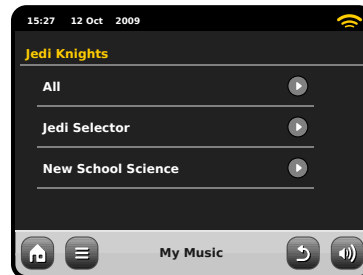 15:27 12 Oct 2009
Jedi Knights
All
Jedi Selector
New School Science
My Music